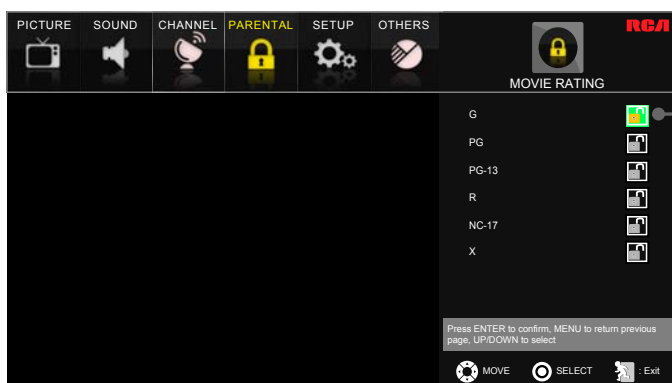 PICTURE SOUND CHANNEL PARENTAL SETUP OTHERS
RCA
MOVIE RATING
G
PG
PG-13
R
NC-17
X
Press ENTER to confirm, MENU to return previous
page, UP/DOWN to select
MOVE SELECT : Exit